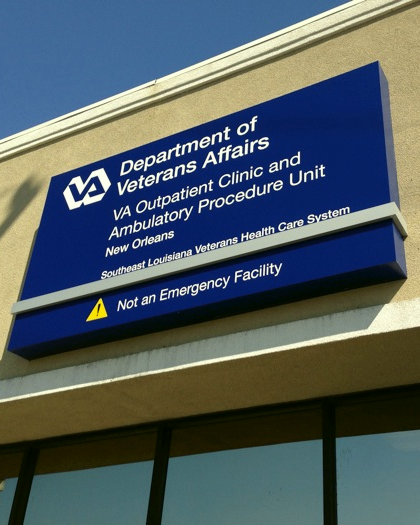 VA
Department of
Veterans Affairs
VA Outpatient Clinic and
Ambulatory Procedure Unit
New Orleans
Southeast Louisiana Veterans Health Care System
Not an Emergency Facility